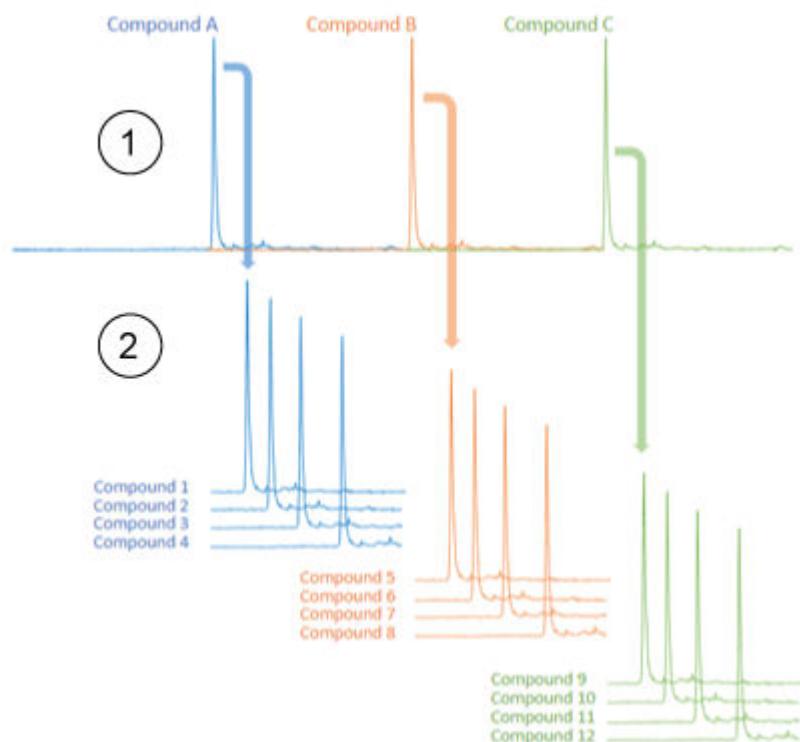 Compound A
Compound B
Compound C
1
2
Compound 1
Compound 2
Compound 3
Compound 4
Compound 5
Compound 6
Compound 7
Compound 8
Compound 9
Compound 10
Compound 11
Compound 12